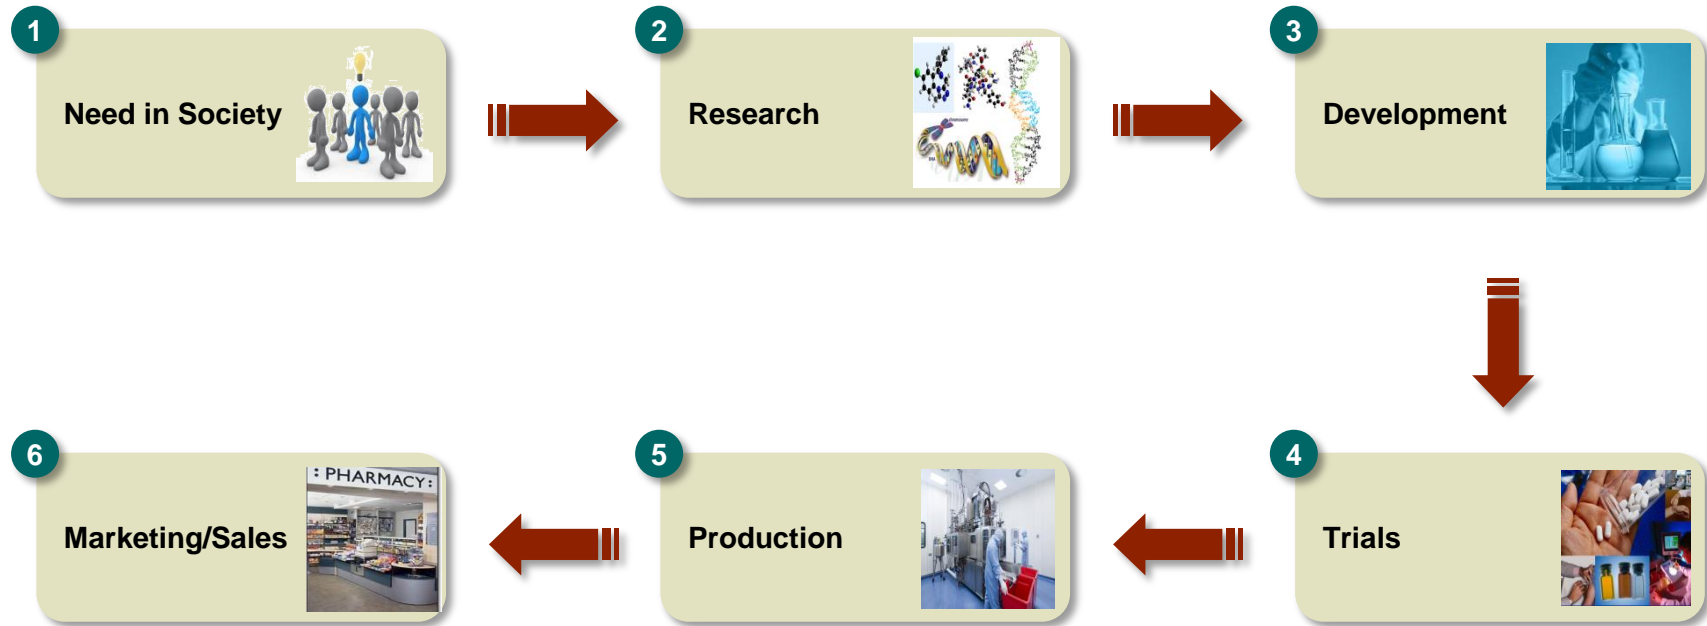 1
Need in Society
2
Research
3
Development
4
Trials
5
Production
6
Marketing/Sales
: PHARMACY :